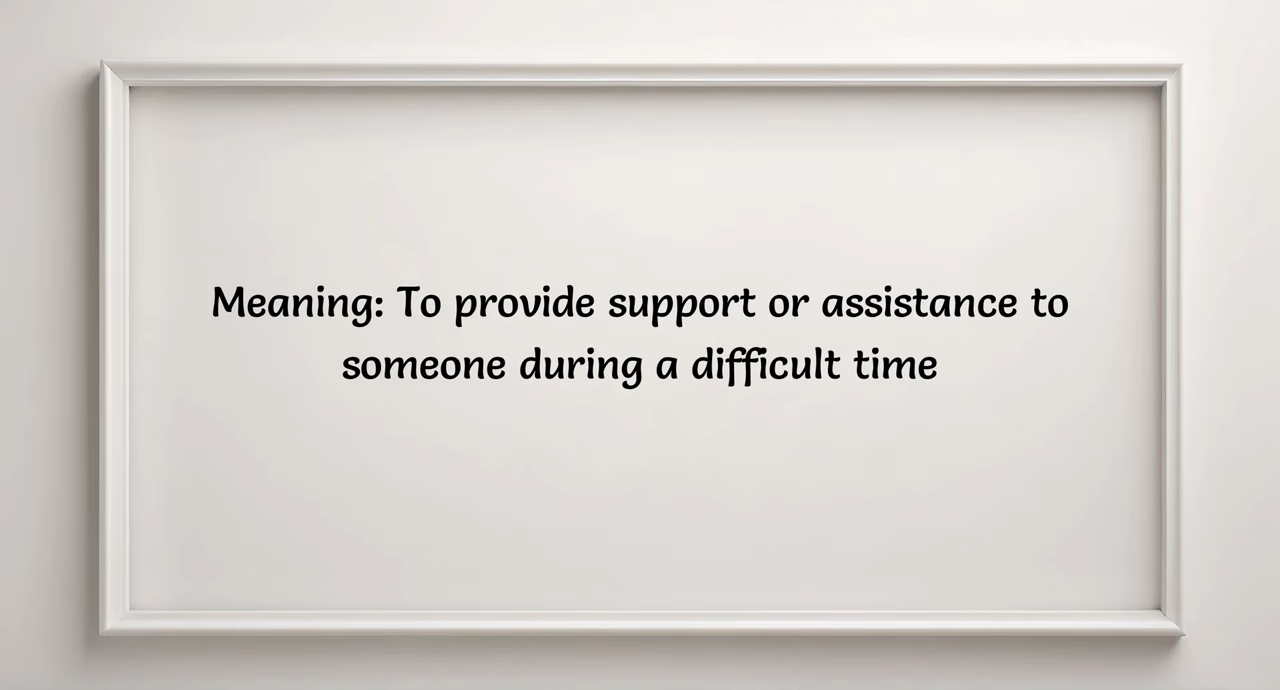 Meaning: To provide support or assistance to
someone during a difficult time